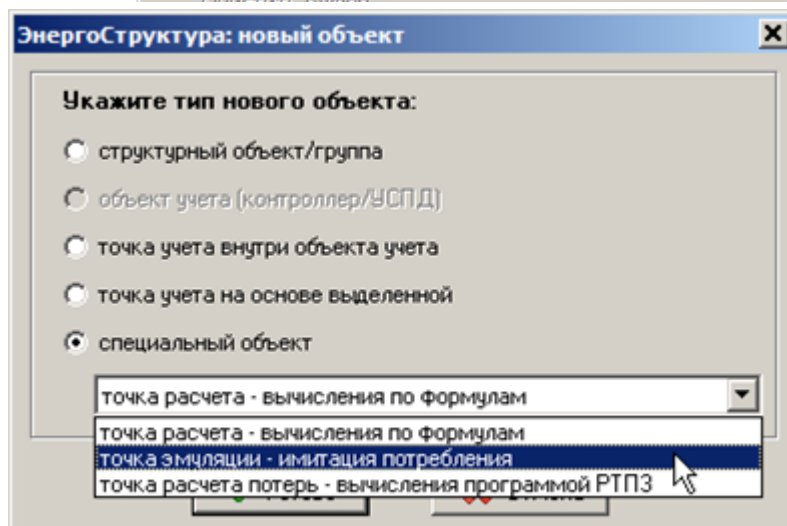 ЭнергоСтруктура: новый объект
Укажите тип нового объекта:
структурный объект/группа
объект учета (контроллер/УСПД)
точка учета внутри объекта учета
точка учета на основе выделенной
специальный объект
точка расчета - вычисления по формулам
точка расчета - вычисления по формулам
точка эмуляции - имитация потребления
точка расчета потерь - вычисления программой РТПЗ